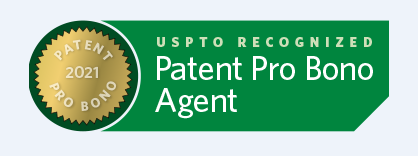 PATENT
2021
PRO BONO
USPTO RECOGNIZED
Patent Pro Bono
Agent